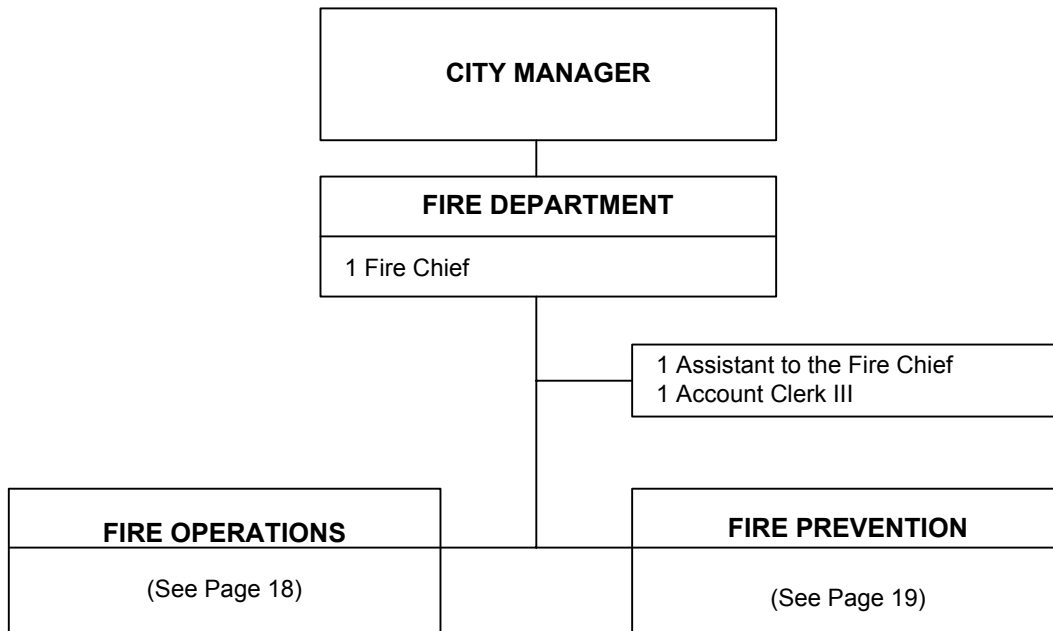 CITY MANAGER
FIRE DEPARTMENT
1 Fire Chief
1 Assistant to the Fire Chief
1 Account Clerk III
FIRE OPERATIONS
(See Page 18)
FIRE PREVENTION
(See Page 19)